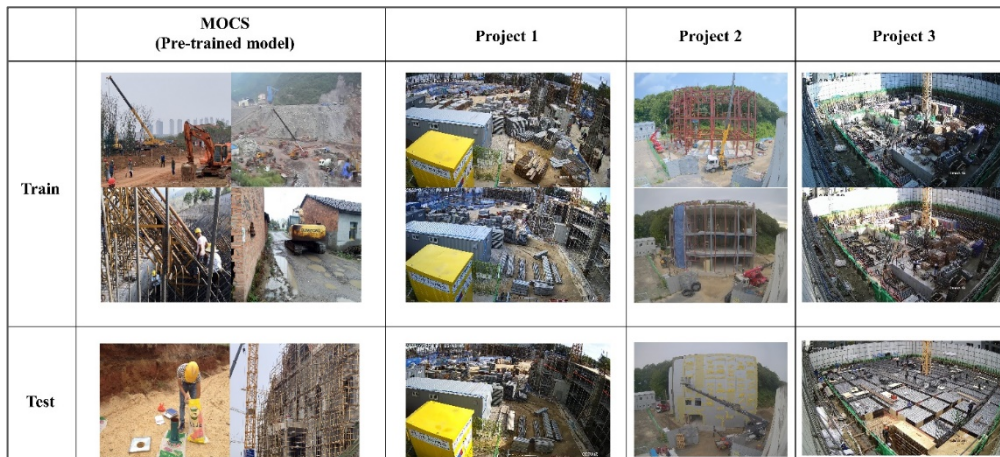 MOCS
(Pre-trained model)
Project 1
Project 2
Project 3
Train
Test